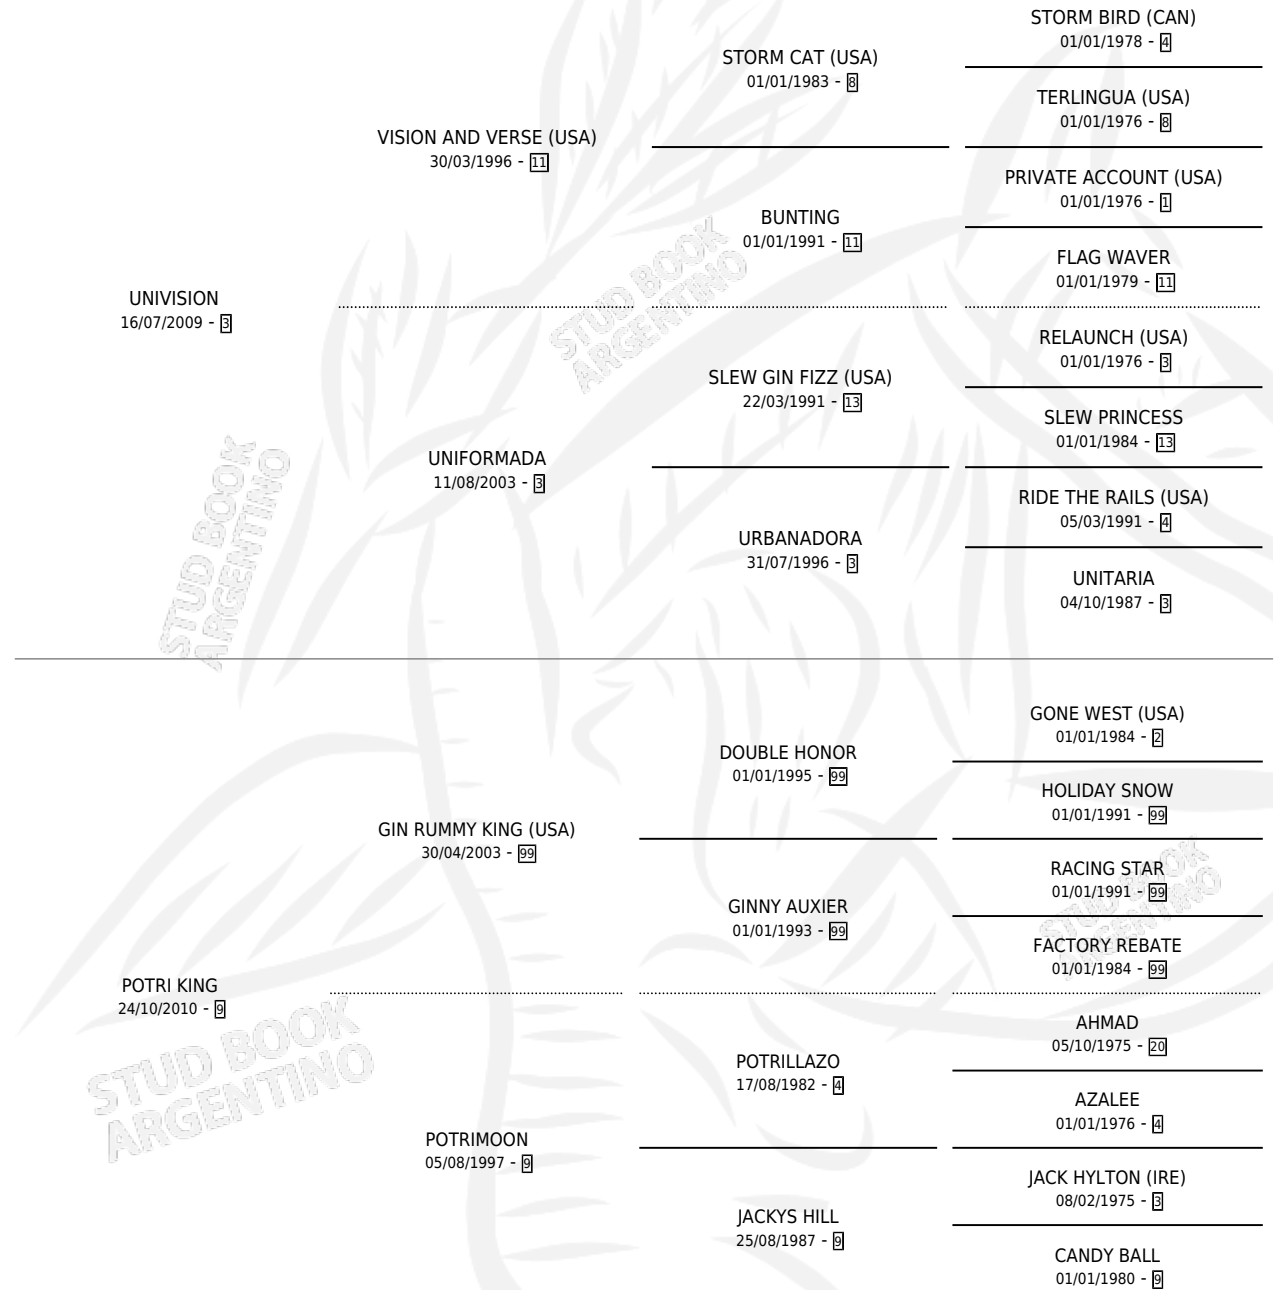 STORM BIRD (CAN)
01/01/1978 - 4
STORM CAT (USA)
01/01/1983 - 8
TERLINGUA (USA)
01/01/1976 - 8
VISION AND VERSE (USA)
30/03/1996 - 11
PRIVATE ACCOUNT (USA)
01/01/1976 - 1
BUNTING
01/01/1991 - 11
FLAG WAVER
01/01/1979 - 11
UNIVISION
16/07/2009 - 3
RELAUNCH (USA)
01/01/1976 - 3
SLEW GIN FIZZ (USA)
22/03/1991 - 13
SLEW PRINCESS
01/01/1984 - 13
UNIFORMADA
11/08/2003 - 3
RIDE THE RAILS (USA)
05/03/1991 - 4
URBANADORA
31/07/1996 - 3
UNITARIA
04/10/1987 - 3
GONE WEST (USA)
01/01/1984 - 2
DOUBLE HONOR
01/01/1995 - 99
HOLIDAY SNOW
01/01/1991 - 99
GIN RUMMY KING (USA)
30/04/2003 - 99
RACING STAR
01/01/1991 - 99
GINNY AUXIER
01/01/1993 - 99
FACTORY REBATE
01/01/1984 - 99
POTRI KING
24/10/2010 - 9
AHMAD
05/10/1975 - 20
POTRILLAZO
17/08/1982 - 4
AZALEE
01/01/1976 - 4
POTRIMOON
05/08/1997 - 9
JACK HYLTON (IRE)
08/02/1975 - 3
JACKYS HILL
25/08/1987 - 9
CANDY BALL
01/01/1980 - 9
STUD BOOK
ARGENTINO
STUD BOOK
ARGENTINO
STUD BOOK
ARGENTINO
STUD BOOK
ARGENTINO